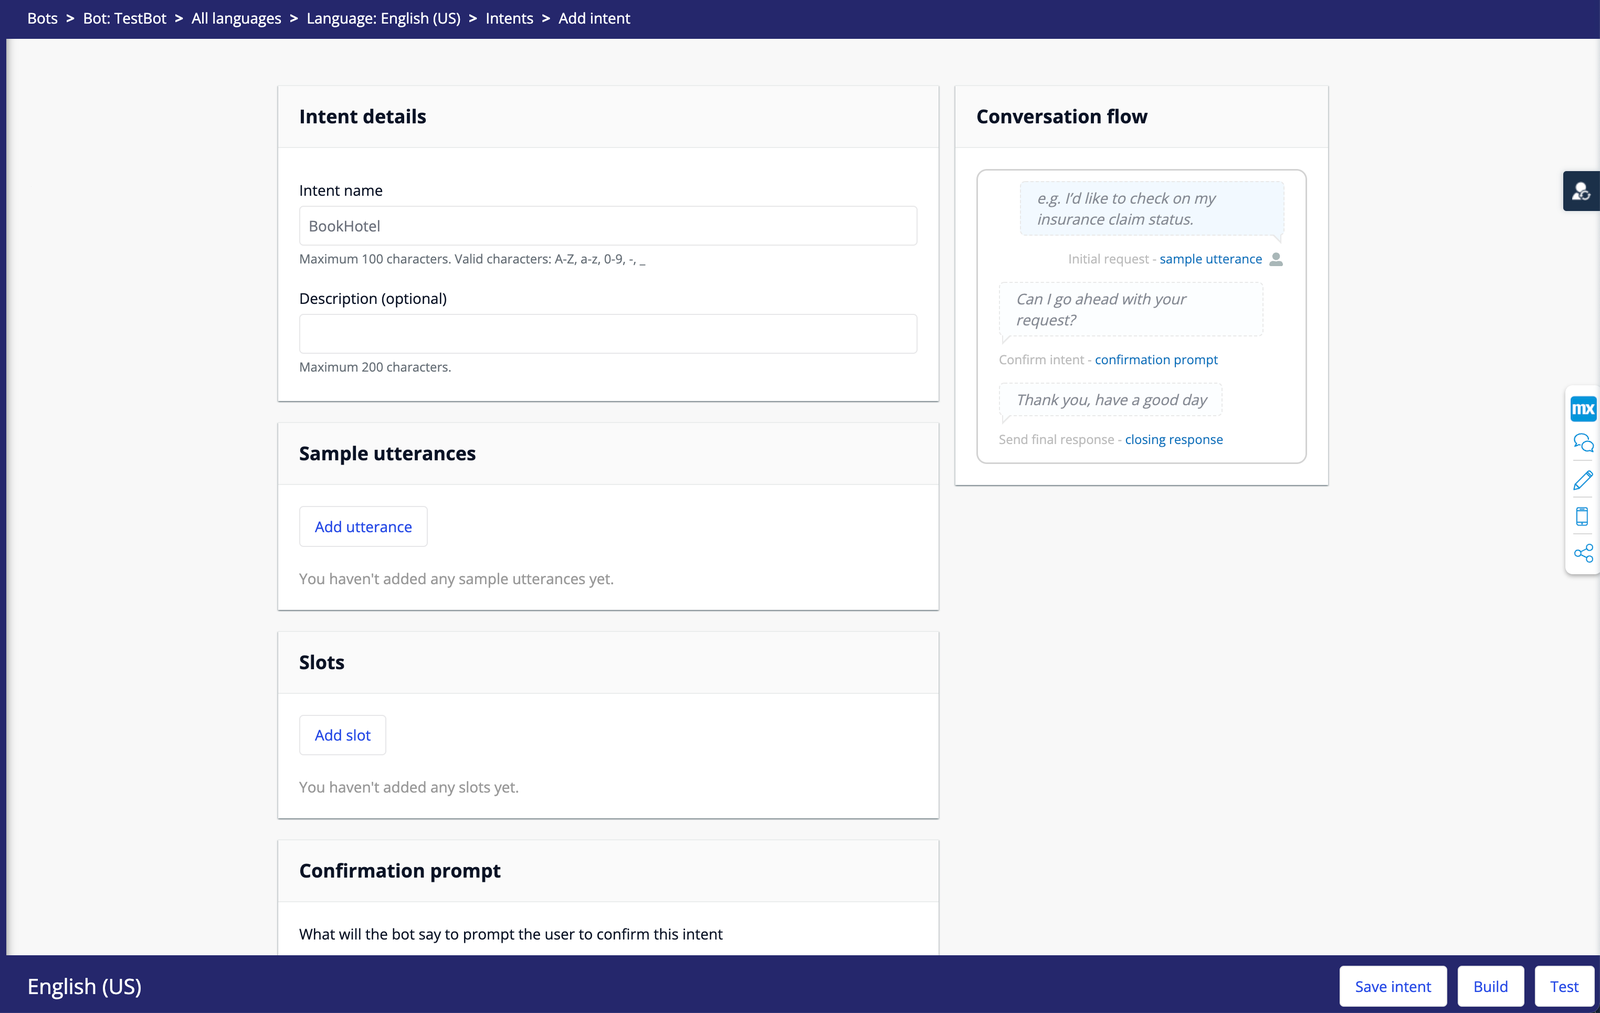 Bots > Bot: TestBot > All languages > Language: English (US) > Intents > Add intent
Intent details
Intent name
BookHotel
Maximum 100 characters. Valid characters: A-Z, a-z, 0-9, -, _
Description (optional)
Maximum 200 characters.
Sample utterances
Add utterance
You haven't added any sample utterances yet.
Slots
Add slot
You haven't added any slots yet.
Confirmation prompt
What will the bot say to prompt the user to confirm this intent
Conversation flow
e.g. I'd like to check on my
insurance claim status.
Initial request - sample utterance
Can I go ahead with your
request?
Confirm intent - confirmation prompt
Thank you, have a good day
Send final response - closing response
mx
English (US)
Save intent
Build
Test